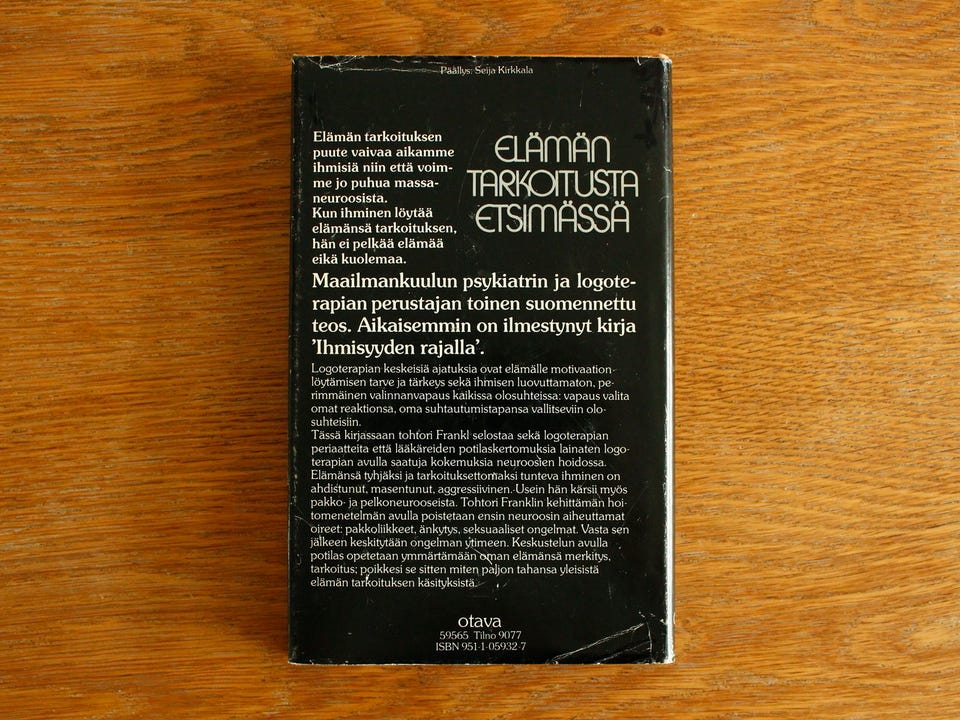 Päällys: Seija Kirkkala
Elämän tarkoituksen
puute vaivaa aikamme
ihmisiä niin että voim-
me jo puhua massa-
neuroosista.
Kun ihminen löytää
elämänsä tarkoituksen,
hän ei pelkää elämää
eikä kuolemaa.
ELÄMÄN
TARKOITUSTA
ETSIMÄSSÄ
Maailmankuulun psykiatrin ja logote-
rapian perustajan toinen suomennettu
teos. Aikaisemmin on ilmestynyt kirja
'Ihmisyyden rajalla'.
Logoterapian keskeisiä ajatuksia ovat elämälle motivaation-
löytämisen tarve ja tärkeys sekä ihmisen luovuttamaton, pe-
rimmäinen valinnanvapaus kaikissa olosuhteissa: vapaus valita
omat reaktionsa, oma suhtautumistapansa vallitseviin olo-
suhteisiin.
Tässä kirjassaan tohtori Frankl selostaa sekä logoterapian
periaatteita että lääkäreiden potilaskertomuksia lainaten logo-
terapian avulla saatuja kokemuksia neuroosien hoidossa.
Elämänsä tyhjäksi ja tarkoituksettomaksi tunteva ihminen on
ahdistunut, masentunut, aggressiivinen. Usein hän kärsii myös
pakko- ja pelkoneurooseista. Tohtori Franklin kehittämän hoi-
tomenetelmän avulla poistetaan ensin neuroosin aiheuttamat
oireet: pakkoliikkeet, änkytys, seksuaaliset ongelmat. Vasta sen
jälkeen keskitytään ongelman ytimeen. Keskustelun avulla
potilas opetetaan ymmärtämään oman elämänsä merkitys,
tarkoitus; poikkesi se sitten miten paljon tahansa yleisistä
elämän tarkoituksen käsityksistä.
otava
59565 Tilno 9077
ISBN 951-1-05932-7